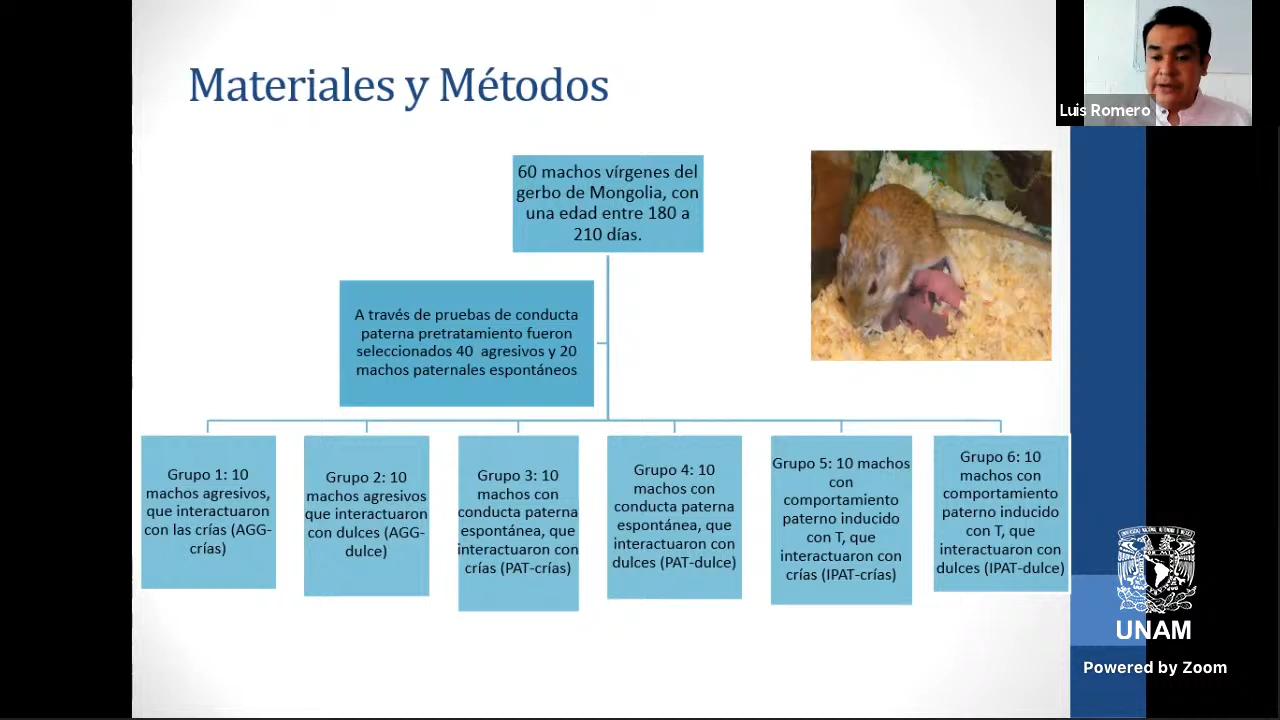 Materiales y Métodos
Luis Romero
60 machos vírgenes del
gerbo de Mongolia, con
una edad entre 180 a
210 días.
A través de pruebas de conducta
paterna pretratamiento fueron
seleccionados 40 agresivos y 20
machos paternales espontáneos
Grupo 1: 10
machos agresivos,
que interactuaron
con las crías (AGG-
crías)
Grupo 2: 10
machos agresivos
que interactuaron
con dulces (AGG-
dulce)
Grupo 3: 10
machos con
conducta paterna
espontánea, que
interactuaron con
crías (PAT-crías)
Grupo 4: 10
machos con
conducta paterna
espontánea, que
interactuaron con
dulces (PAT-dulce)
Grupo 5: 10 machos
con
comportamiento
paterno inducido
con T, que
interactuaron con
crías (IPAT-crías)
Grupo 6: 10
machos con
comportamiento
paterno inducido
con T, que
interactuaron con
dulces (IPAT-dulce)
UNAM
Powered by Zoom